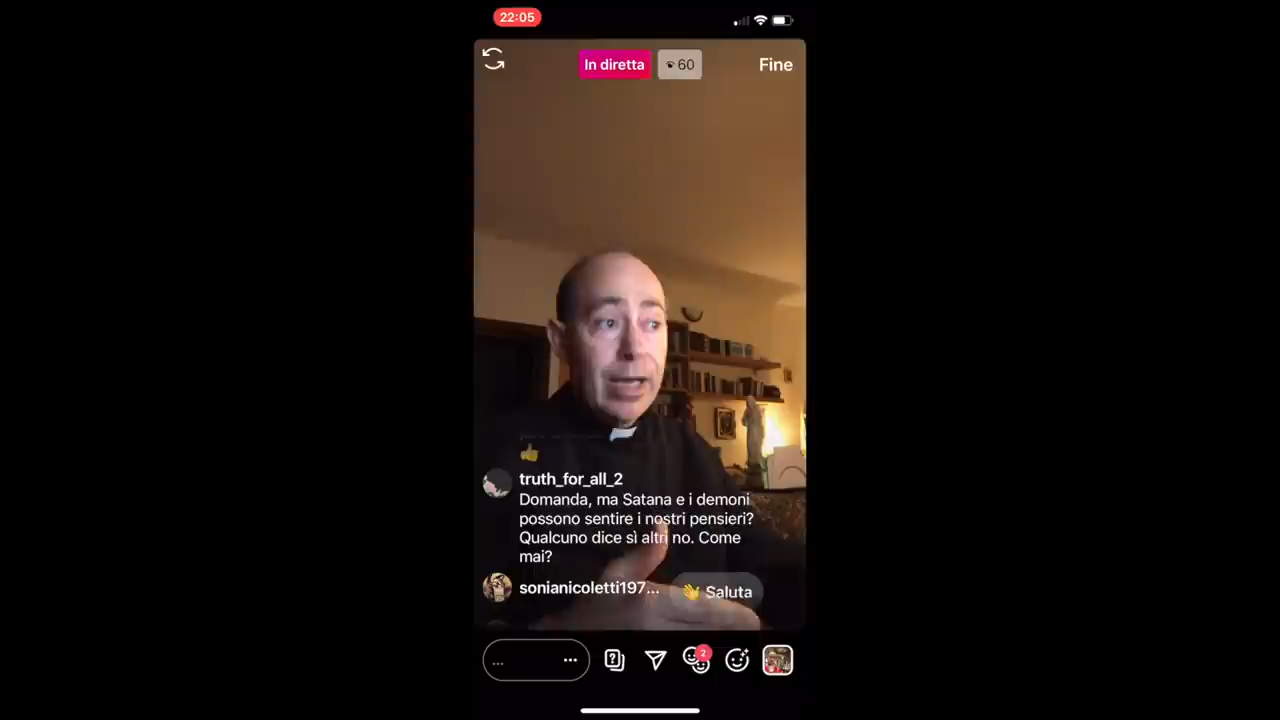 22:05
In diretta
60
Fine
truth_for_all_2
Domanda, ma Satana e i demoni
possono sentire i nostri pensieri?
Qualcuno dice sì altri no. Come
mai?
sonianicoletti197...
Saluta
...
2